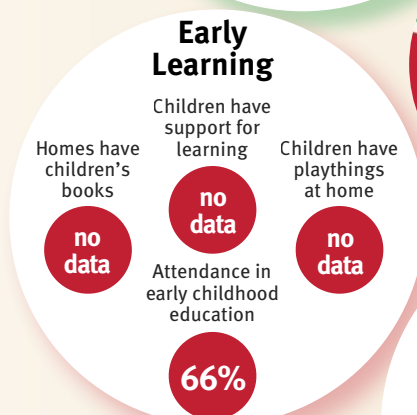 Early
Learning
Children have
support for
learning
no
data
Homes have
children's
books
no
data
Children have
playthings
at home
no
data
Attendance in
early childhood
education
66%